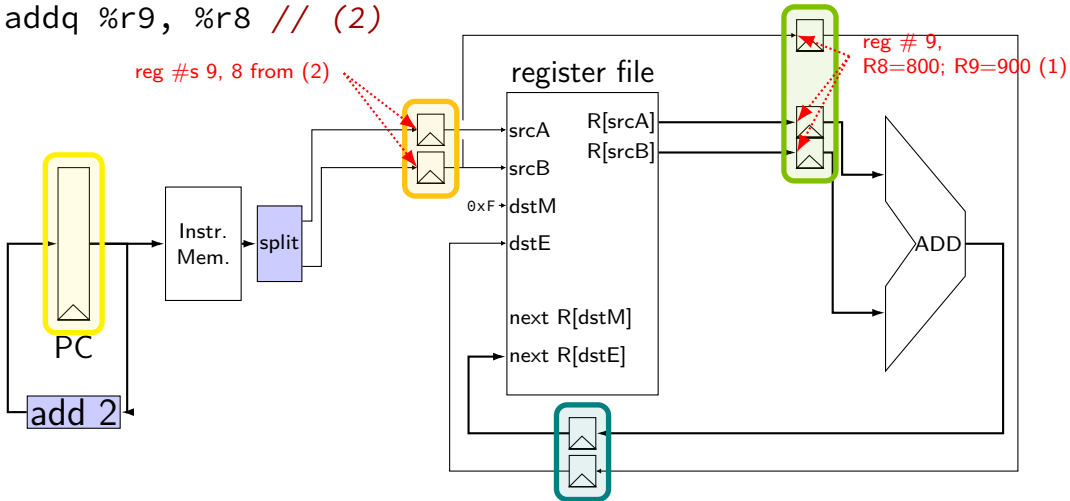 addq %r9, %r8 // (2)
reg #s 9, 8 from (2)
reg # 9,
R8=800; R9=900 (1)
register file
srcA
srcB
0xF
dstM
dstE
R[srcA]
R[srcB]
next R[dstM]
next R[dstE]
Instr.
Mem.
split
ADD
PC
add 2